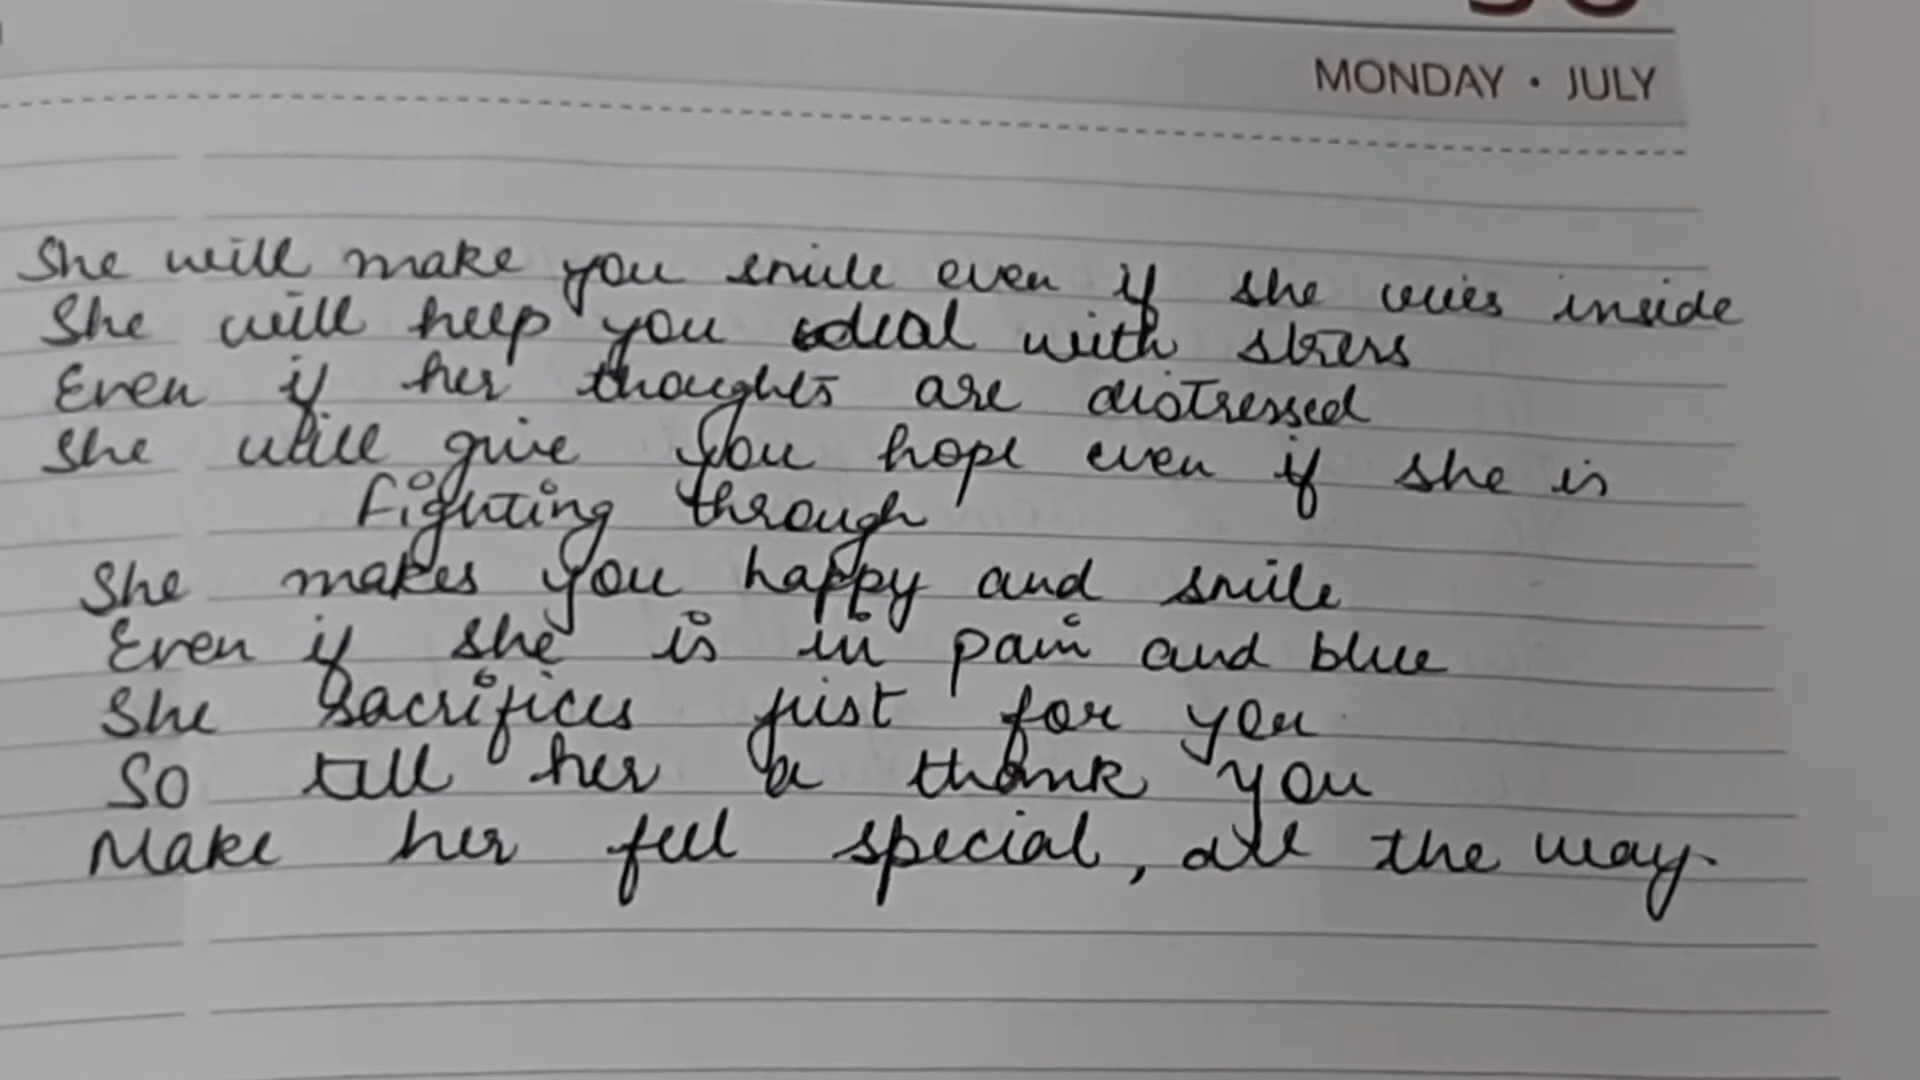 MONDAY • JULY
She will make you smile even if she cries inside
She will help you deal with stress
Even if her thoughts are distressed
She will give you hope even if she is
fighting through
She makes you happy and smile
Even if she is in pain and blue
She sacrifices just for you
So tell her a thank you
Make her feel special, all the way.